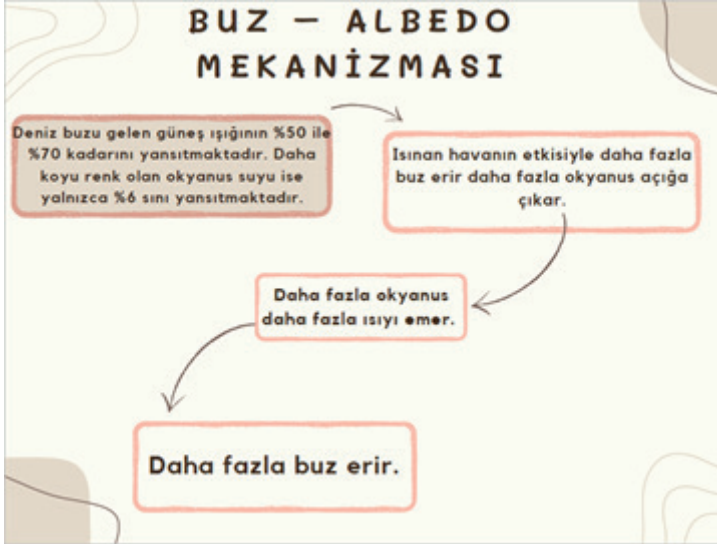 BUZ – ALBEDO
MEKANİZMASI
Deniz buzu gelen güneş ışığının %50 ile
%70 kadarını yansıtmaktadır. Daha
koyu renk olan okyanus suyu ise
yalnızca %6 sını yansıtmaktadır.
Isınan havanın etkisiyle daha fazla
buz erir daha fazla okyanus açığa
çıkar.
Daha fazla okyanus
daha fazla ısıyı emer.
Daha fazla buz erir.